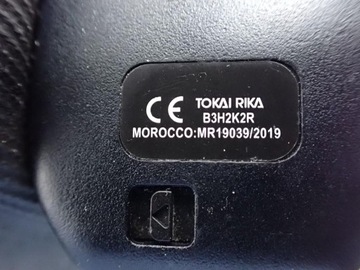 CE TOKAI RIKA
B3H2K2R
MOROCCO:MR19039/2019